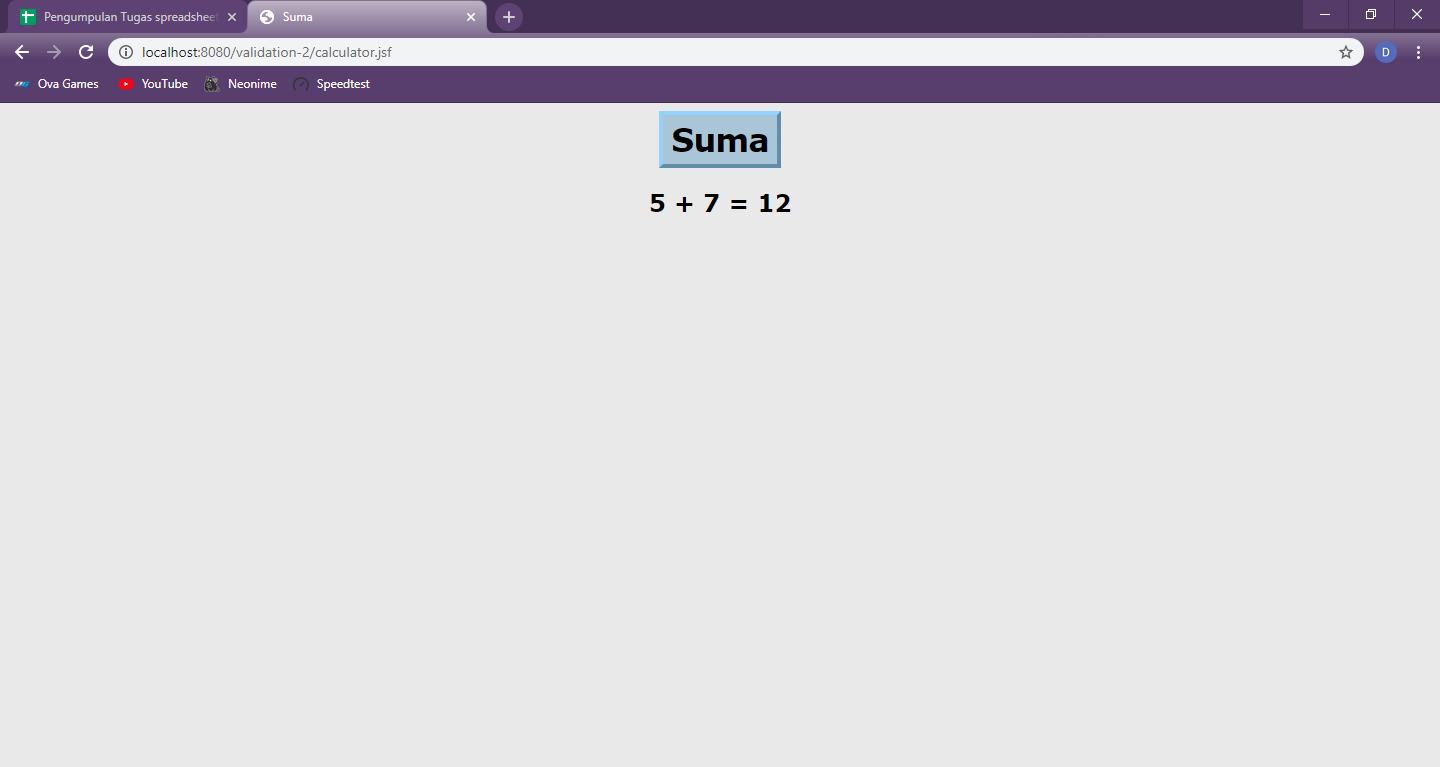 Pengumpulan Tugas spreadsheet
Suma
localhost:8080/validation-2/calculator.jsf
D
Ova Games
YouTube
Neonime
Speedtest
Suma
5 + 7 = 12